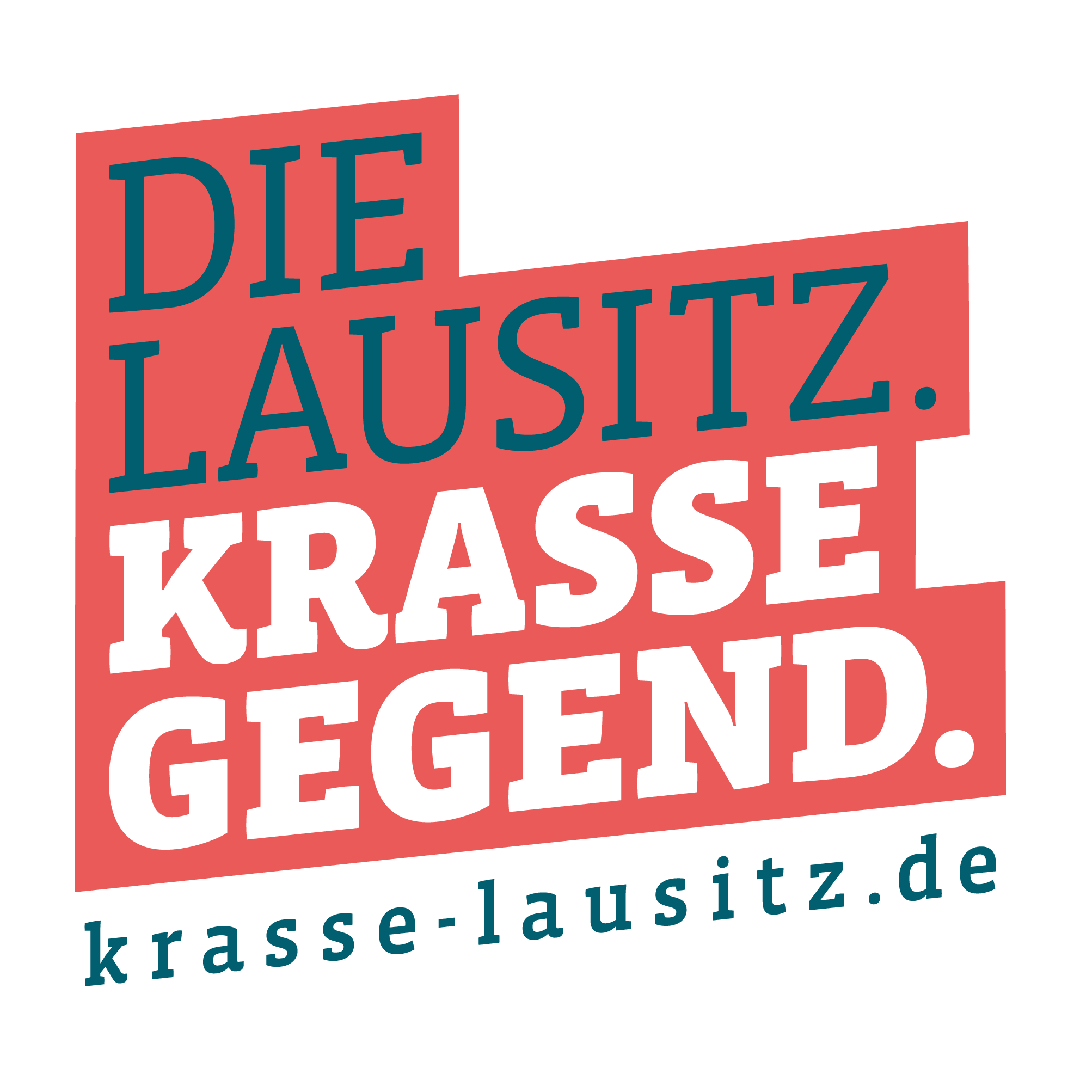 DIE
LAUSITZ.
KRASSE
GEGEND.
krasse-lausitz.de